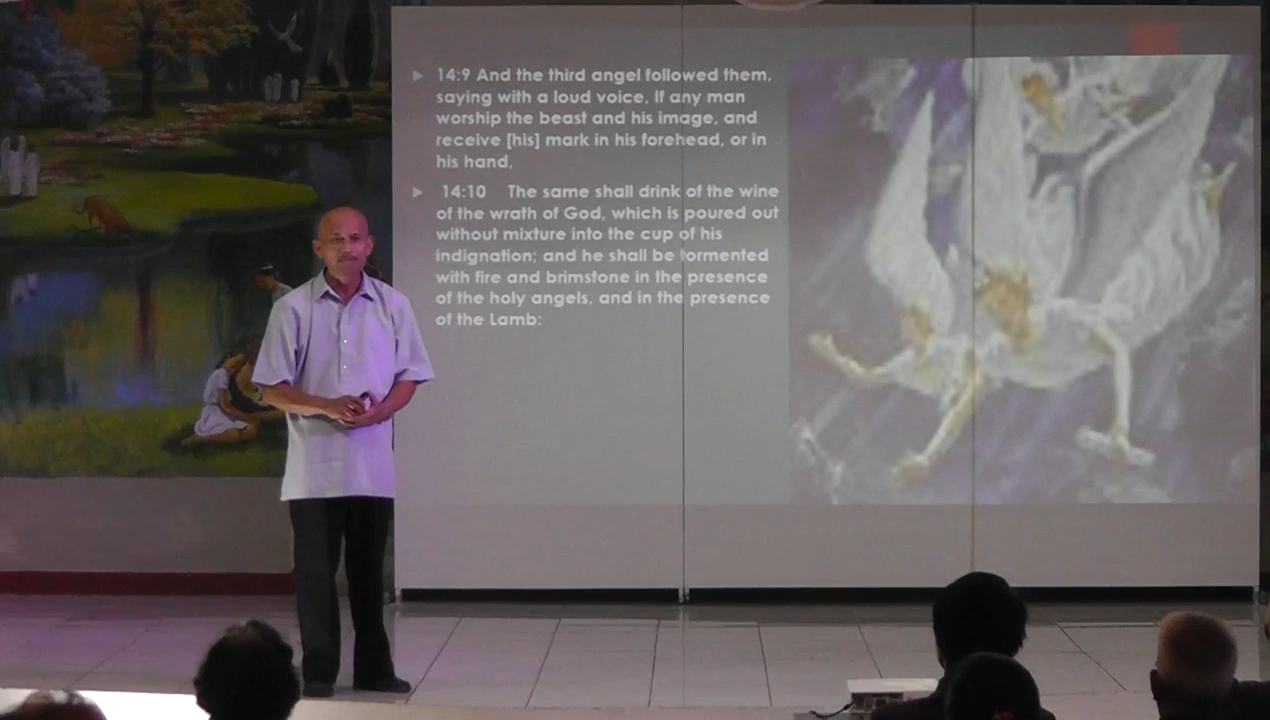 14:9 And the third angel followed them,
saying with a loud voice, If any man
worship the beast and his image, and
receive [his] mark in his forehead, or in
his hand,
14:10 The same shall drink of the wine
of the wrath of God, which is poured out
without mixture into the cup of his
indignation; and he shall be tormented
with fire and brimstone in the presence
of the holy angels, and in the presence
of the Lamb: